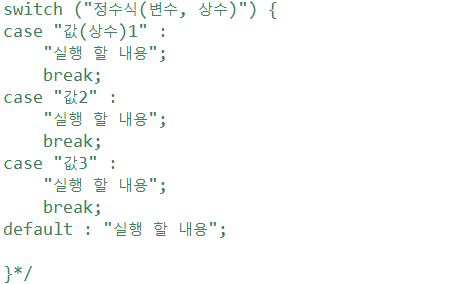 switch ("정수식(변수, 상수)") {
case "값(상수)1" :
    "실행 할 내용";
    break;
case "값2" :
    "실행 할 내용";
    break;
case "값3" :
    "실행 할 내용";
    break;
default : "실행 할 내용";

}*/